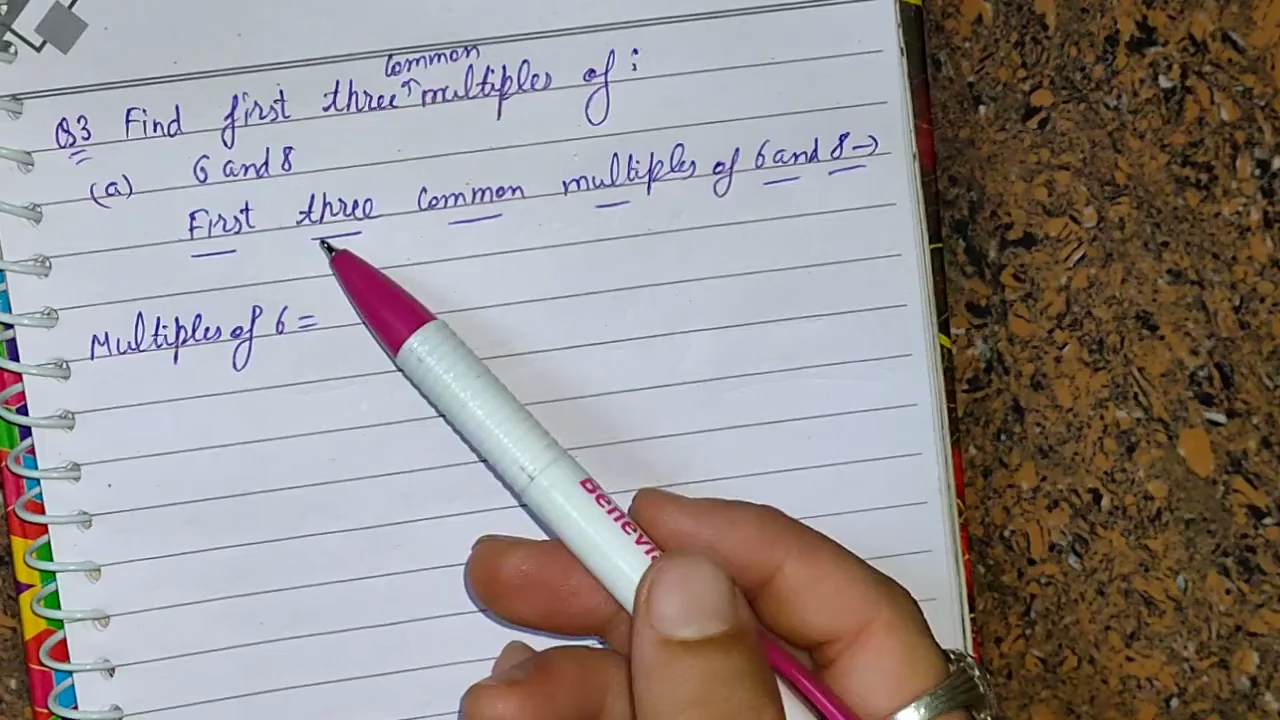 common
Q3 Find first three multiples of :
(a) 6 and 8
First three common multiples of 6 and 8 →
Multiples of 6 =